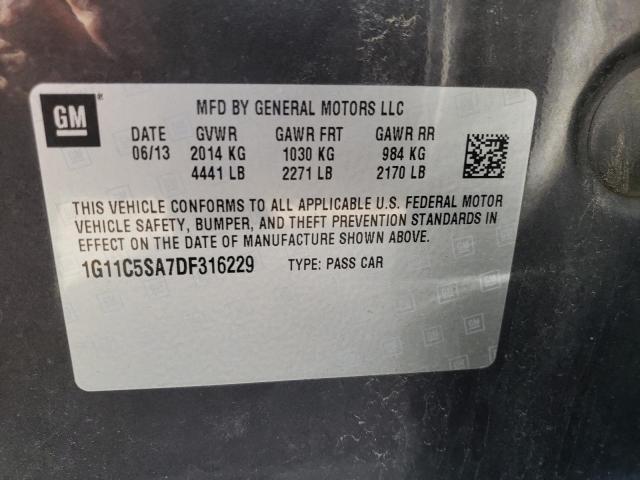 GM
®
MFD BY GENERAL MOTORS LLC
DATE GVWR GAWR FRT GAWR RR
06/13 2014 KG 1030 KG 984 KG
4441 LB 2271 LB 2170 LB
THIS VEHICLE CONFORMS TO ALL APPLICABLE U.S. FEDERAL MOTOR
VEHICLE SAFETY, BUMPER, AND THEFT PREVENTION STANDARDS IN
EFFECT ON THE DATE OF MANUFACTURE SHOWN ABOVE.
1G11C5SA7DF316229 TYPE: PASS CAR